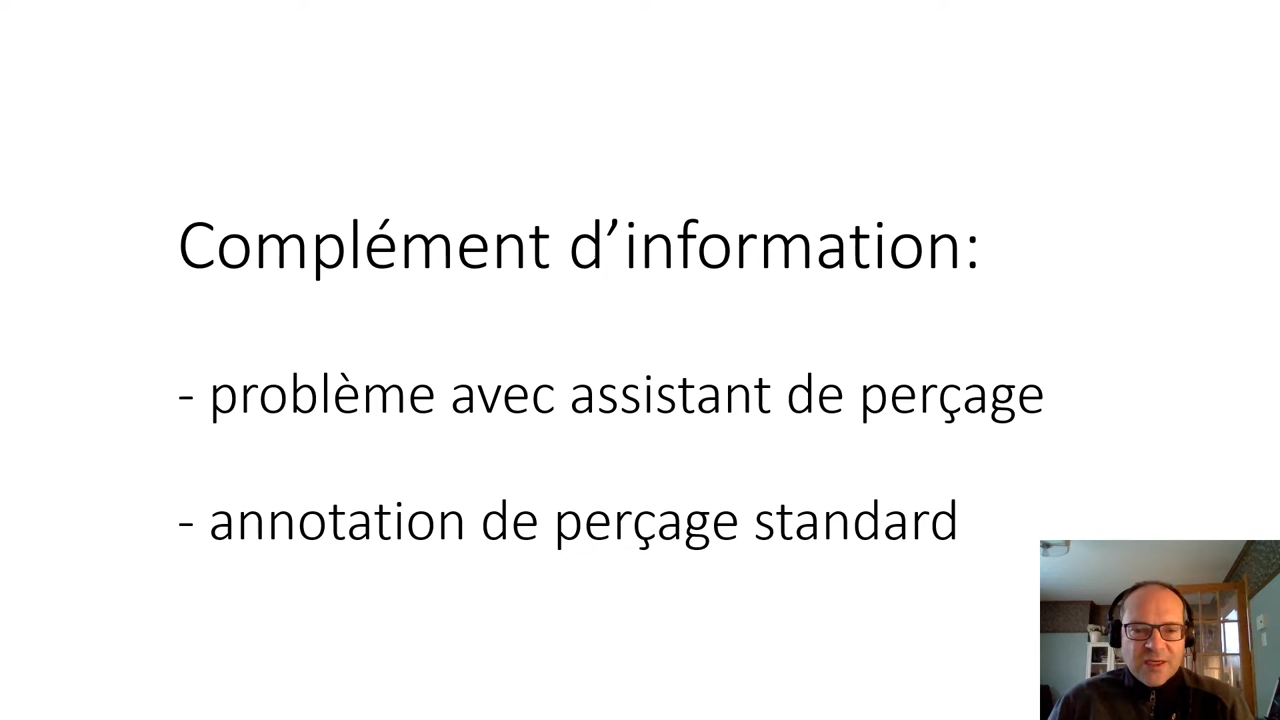 Complément d’information:
- problème avec assistant de perçage
- annotation de perçage standard